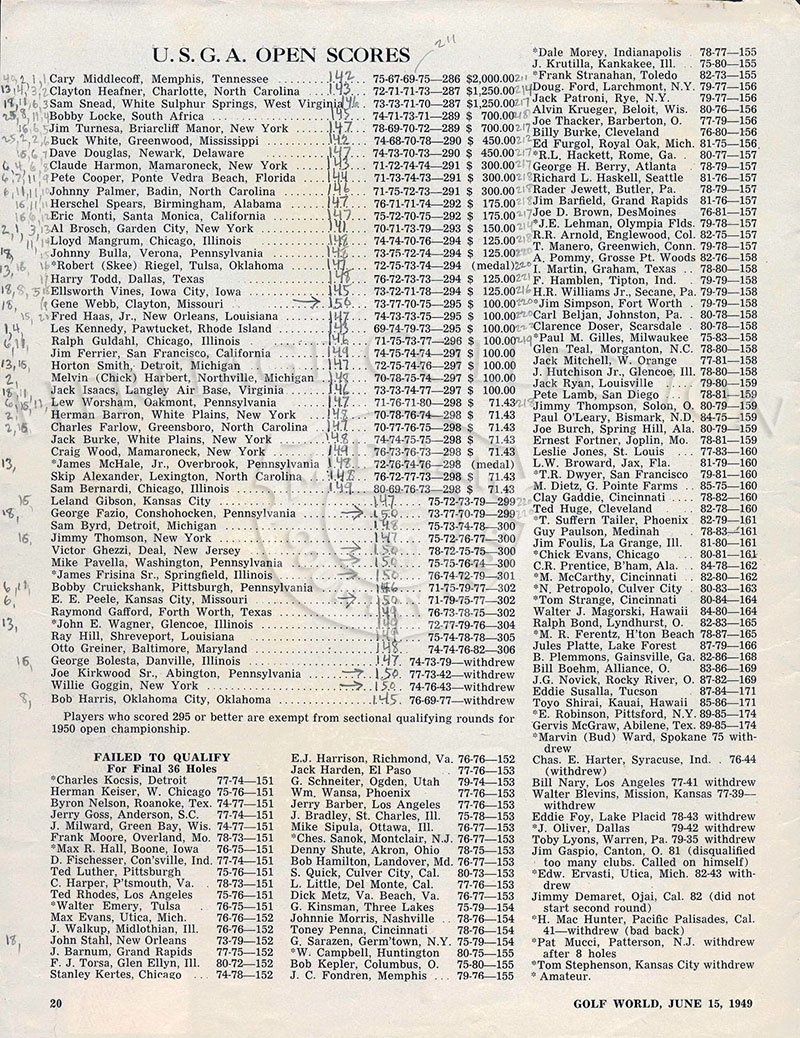 U.S.G.A. OPEN SCORES
211
Cary Middlecoff, Memphis, Tennessee 142 75-67-69-75—286 $2,000.00
Clayton Heafner, Charlotte, North Carolina 143 72-71-71-73—287 $1,250.00
Sam Snead, White Sulphur Springs, West Virginia 146 73-73-71-70—287 $1,250.00
Bobby Locke, South Africa 145 74-71-73-71—289 $ 700.00
Jim Turnesa, Briarcliff Manor, New York 147 78-69-70-72—289 $ 700.00
Buck White, Greenwood, Mississippi 142 74-68-70-78—290 $ 450.00
Dave Douglas, Newark, Delaware 147 74-73-70-73—290 $ 450.00
Claude Harmon, Mamaroneck, New York 143 71-72-74-74—291 $ 300.00
Pete Cooper, Ponte Vedra Beach, Florida 144 71-73-74-73—291 $ 300.00
Johnny Palmer, Badin, North Carolina 146 71-75-72-73—291 $ 300.00
Herschel Spears, Birmingham, Alabama 147 76-71-71-74—292 $ 175.00
Eric Monti, Santa Monica, California 147 75-72-70-75—292 $ 175.00
Al Brosch, Garden City, New York 141 70-71-73-79—293 $ 150.00
Lloyd Mangrum, Chicago, Illinois 148 74-74-70-76—294 $ 125.00
Johnny Bulla, Verona, Pennsylvania 148 73-75-72-74—294 $ 125.00
*Robert (Skee) Riegel, Tulsa, Oklahoma 147 72-75-73-74—294 (medal)
Harry Todd, Dallas, Texas 148 76-72-73-73—294 $ 125.00
Ellsworth Vines, Iowa City, Iowa 145 73-72-71-78—294 $ 125.00
Gene Webb, Clayton, Missouri 150 73-77-70-75—295 $ 100.00
Fred Haas, Jr., New Orleans, Louisiana 147 74-73-73-75—295 $ 100.00
Les Kennedy, Pawtucket, Rhode Island 143 69-74-79-73—295 $ 100.00
Ralph Guldahl, Chicago, Illinois 146 71-75-73-77—296 $ 100.00
Jim Ferrier, San Francisco, California 149 74-75-74-74—297 $ 100.00
Horton Smith, Detroit, Michigan 147 72-75-74-76—297 $ 100.00
Melvin (Chick) Harbert, Northville, Michigan 148 70-78-75-74—297 $ 100.00
Jack Isaacs, Langley Air Base, Virginia 146 73-73-74-77—297 $ 100.00
Lew Worsham, Oakmont, Pennsylvania 147 71-76-71-80—298 $ 71.43
Herman Barron, White Plains, New York 148 70-78-76-74—298 $ 71.43
Charles Farlow, Greensboro, North Carolina 147 70-77-76-75—298 $ 71.43
Jack Burke, White Plains, New York 148 74-74-75-75—298 $ 71.43
Craig Wood, Mamaroneck, New York 149 76-73-76-73—298 $ 71.43
*James McHale, Jr., Overbrook, Pennsylvania 148 72-76-74-76—298 (medal)
Skip Alexander, Lexington, North Carolina 148 76-72-77-73—298 $ 71.43
Sam Bernardi, Chicago, Illinois 149 80-69-76-73—298 $ 71.43
Leland Gibson, Kansas City 147 75-72-73-79—299
George Fazio, Conshohocken, Pennsylvania 150 73-77-70-79—299
Sam Byrd, Detroit, Michigan 148 75-73-74-78—300
Jimmy Thomson, New York 147 75-72-76-77—300
Victor Ghezzi, Deal, New Jersey 150 78-72-75-75—300
Mike Pavella, Washington, Pennsylvania 150 75-75-76-74—300
*James Frisina Sr., Springfield, Illinois 150 74-76-72-79—301
Bobby Cruickshank, Pittsburgh, Pennsylvania 146 71-75-79-77—302
E. E. Peele, Kansas City, Missouri 150 71-79-75-77—302
Raymond Gafford, Forth Worth, Texas 149 76-73-78-75—302
*John E. Wagner, Glencoe, Illinois 149 72-77-79-76—304
Ray Hill, Shreveport, Louisiana 149 75-74-78-78—305
Otto Greiner, Baltimore, Maryland 148 74-74-76-82—306
George Bolesta, Danville, Illinois 147 74-73-79—withdrew
Joe Kirkwood Sr., Abington, Pennsylvania 150 77-73-42—withdrew
Willie Goggin, New York 150 74-76-43—withdrew
Bob Harris, Oklahoma City, Oklahoma 145 76-69-77—withdrew
Players who scored 295 or better are exempt from sectional qualifying rounds for
1950 open championship.
FAILED TO QUALIFY
For Final 36 Holes
*Charles Kocsis, Detroit 77-74—151
Herman Keiser, W. Chicago 75-76—151
Byron Nelson, Roanoke, Tex. 74-77—151
Jerry Goss, Anderson, S.C. 77-74—151
J. Milward, Green Bay, Wis. 74-77—151
Frank Moore, Overland, Mo. 78-73—151
*Max R. Hall, Boone, Iowa 76-75—151
D. Fischesser, Con'sville, Ind. 77-74—151
Ted Luther, Pittsburgh 75-76—151
C. Harper, P'tsmouth, Va. 78-73—151
Ted Rhodes, Los Angeles 75-76—151
*Walter Emery, Tulsa 76-75—151
Max Evans, Utica, Mich. 76-76—152
J. Walkup, Midlothian, Ill. 76-76—152
John Stahl, New Orleans 73-79—152
J. Barnum, Grand Rapids 77-75—152
F. J. Torsa, Glen Ellyn, Ill. 80-72—152
Stanley Kertes, Chicago 74-78—152
E.J. Harrison, Richmond, Va. 76-76—152
Jack Harden, El Paso 77-76—153
G. Schneiter, Ogden, Utah 79-74—153
Wm. Wansa, Phoenix 77-76—153
Jerry Barber, Los Angeles 77-76—153
J. Bradley, St. Charles, Ill. 75-78—153
Mike Sipula, Ottawa, Ill. 77-76—153
*Ches. Sanok, Montclair, N.J. 76-77—153
Denny Shute, Akron, Ohio 78-75—153
Bob Hamilton, Landover, Md. 76-77—153
S. Quick, Culver City, Cal. 80-73—153
L. Little, Del Monte, Cal. 77-76—153
Dick Metz, Va. Beach, Va. 76-77—153
G. Kinsman, Three Lakes 75-79—154
Johnnie Morris, Nashville 78-76—154
Toney Penna, Cincinnati 78-76—154
G. Sarazen, Germ'town, N.Y. 75-79—154
*W. Campbell, Huntington 80-75—155
Bob Kepler, Columbus, O. 75-80—155
J. C. Fondren, Memphis 79-76—155
*Dale Morey, Indianapolis 78-77—155
J. Krutilla, Kankakee, Ill. 75-80—155
*Frank Stranahan, Toledo 82-73—155
Doug. Ford, Larchmont, N.Y. 79-77—156
Jack Patroni, Rye, N.Y. 79-77—156
Alvin Krueger, Beloit, Wis. 80-76—156
Joe Thacker, Barberton, O. 77-79—156
Billy Burke, Cleveland 76-80—156
Ed Furgol, Royal Oak, Mich. 81-75—156
*R.L. Hackett, Rome, Ga. 80-77—157
George H. Berry, Atlanta 78-79—157
Richard L. Haskell, Seattle 81-76—157
Rader Jewett, Butler, Pa. 78-79—157
Jim Barfield, Grand Rapids 81-76—157
Joe D. Brown, DesMoines 76-81—157
*J.E. Lehman, Olympia Flds. 79-78—157
R.R. Arnold, Englewood, Col. 82-75—157
T. Manero, Greenwich, Conn. 79-78—157
A. Pommy, Grosse Pt. Woods 82-76—158
I. Martin, Graham, Texas 78-80—158
F. Hamblen, Tipton, Ind. 79-79—158
H.R. Williams Jr., Secane, Pa. 79-79—158
*Jim Simpson, Fort Worth 79-79—158
Carl Beljan, Johnston, Pa. 80-78—158
Clarence Doser, Scarsdale 80-78—158
*Paul M. Gilles, Milwaukee 75-83—158
Glen Teal, Morganton, N.C. 78-80—158
Jack Mitchell, W. Orange 77-81—158
J. Hutchison Jr., Glencoe, Ill. 78-80—158
Jack Ryan, Louisville 79-80—159
Pete Lamb, San Diego 78-81—159
Jimmy Thompson, Solon, O. 80-79—159
Paul O'Leary, Bismark, N.D. 84-75—159
Joe Burch, Spring Hill, Ala. 80-79—159
Ernest Fortner, Joplin, Mo. 78-81—159
Leslie Jones, St. Louis 77-83—160
L.W. Broward, Jax, Fla. 81-79—160
*T.R. Dwyer, San Francisco 79-81—160
M. Dietz, G. Pointe Farms 85-75—160
Clay Gaddie, Cincinnati 78-82—160
Ted Huge, Cleveland 82-78—160
*T. Suffern Tailer, Phoenix 82-79—161
Guy Paulson, Medinah 78-83—161
Jim Foulis, La Grange, Ill. 81-80—161
*Chick Evans, Chicago 80-81—161
C.R. Prentice, B'ham, Ala. 84-78—162
*M. McCarthy, Cincinnati 82-80—162
*N. Petropolo, Culver City 80-83—163
*Tom Strange, Cincinnati 80-84—164
Walter J. Magorski, Hawaii 84-80—164
Ralph Bond, Lyndhurst, O. 82-83—165
*M. R. Ferentz, H'ton Beach 78-87—165
Jules Platte, Lake Forest 87-79—166
B. Plemmons, Gainsville, Ga. 82-86—168
Bill Boehm, Alliance, O. 83-86—169
J.G. Novick, Rocky River, O. 87-82—169
Eddie Susalla, Tucson 87-84—171
Toyo Shirai, Kauai, Hawaii 85-86—171
*E. Robinson, Pittsford, N.Y. 89-85—174
Gervis McGraw, Abilene, Tex. 89-85—174
*Marvin (Bud) Ward, Spokane 75 with-
drew
Chas. E. Harter, Syracuse, Ind. 76-44
(withdrew)
Bill Nary, Los Angeles 77-41 withdrew
Walter Blevins, Mission, Kansas 77-39—
withdrew
Eddie Foy, Lake Placid 78-43 withdrew
*J. Oliver, Dallas 79-42 withdrew
Toby Lyons, Warren, Pa. 79-35 withdrew
Jim Gaspio, Canton, O. 81 (disqualified
too many clubs. Called on himself)
*Edw. Ervasti, Utica, Mich. 82-43 with-
drew
Jimmy Demaret, Ojai, Cal. 82 (did not
start second round)
*H. Mac Hunter, Pacific Palisades, Cal.
41—withdrew (bad back)
*Pat Mucci, Patterson, N.J. withdrew
after 8 holes
*Tom Stephenson, Kansas City withdrew
* Amateur.
20
GOLF WORLD, JUNE 15, 1949